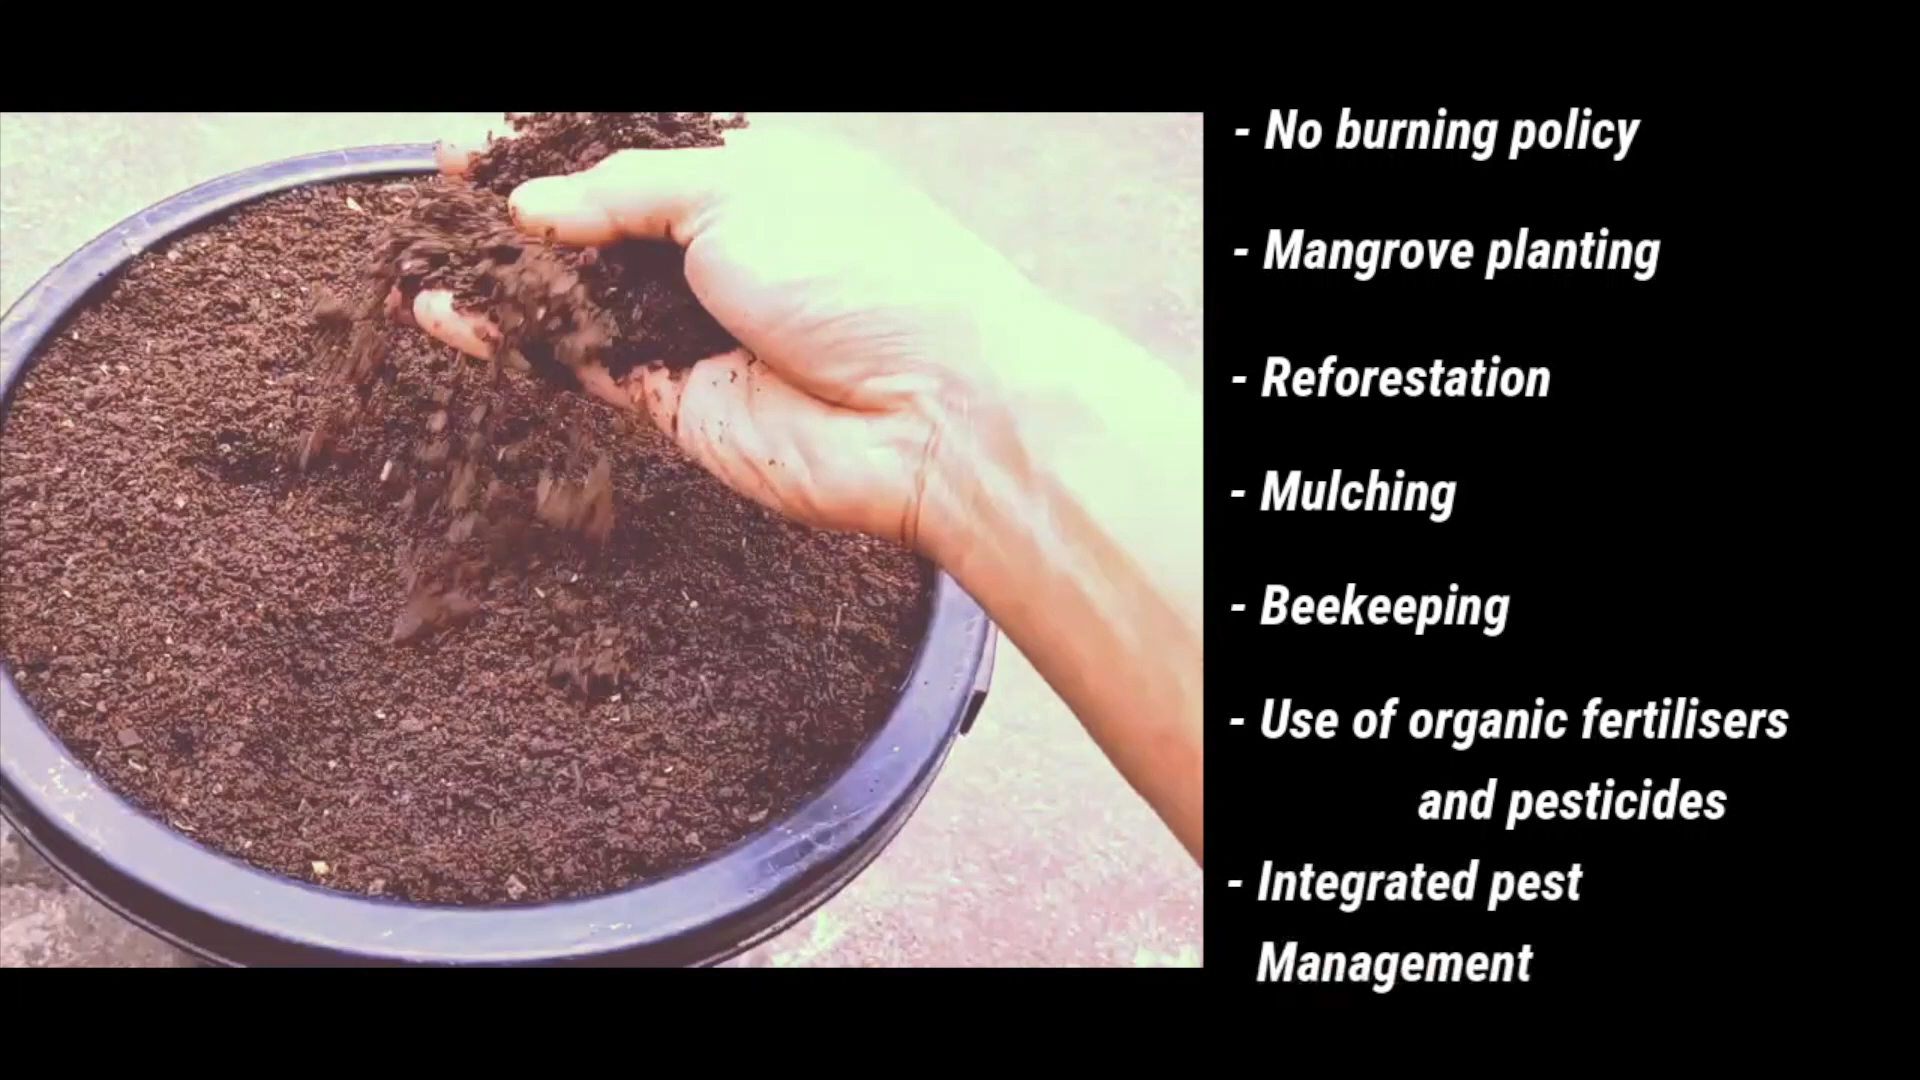 - No burning policy
- Mangrove planting
- Reforestation
- Mulching
- Beekeeping
- Use of organic fertilisers
and pesticides
- Integrated pest
Management